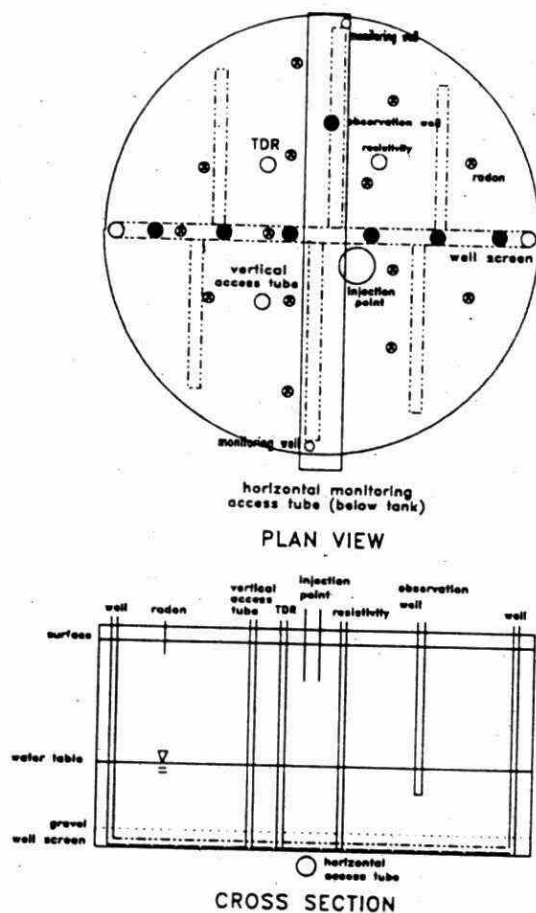 monitoring well
observation well
TDR
resistivity
radon
well screen
vertical
access tube
injection
point
monitoring well
horizontal monitoring
access tube (below tank)
PLAN VIEW
well
radon
vertical
access
tube
TDR
injection
point
resistivity
observation
well
well
surface
water table
gravel
well screen
horizontal
access tube
CROSS SECTION